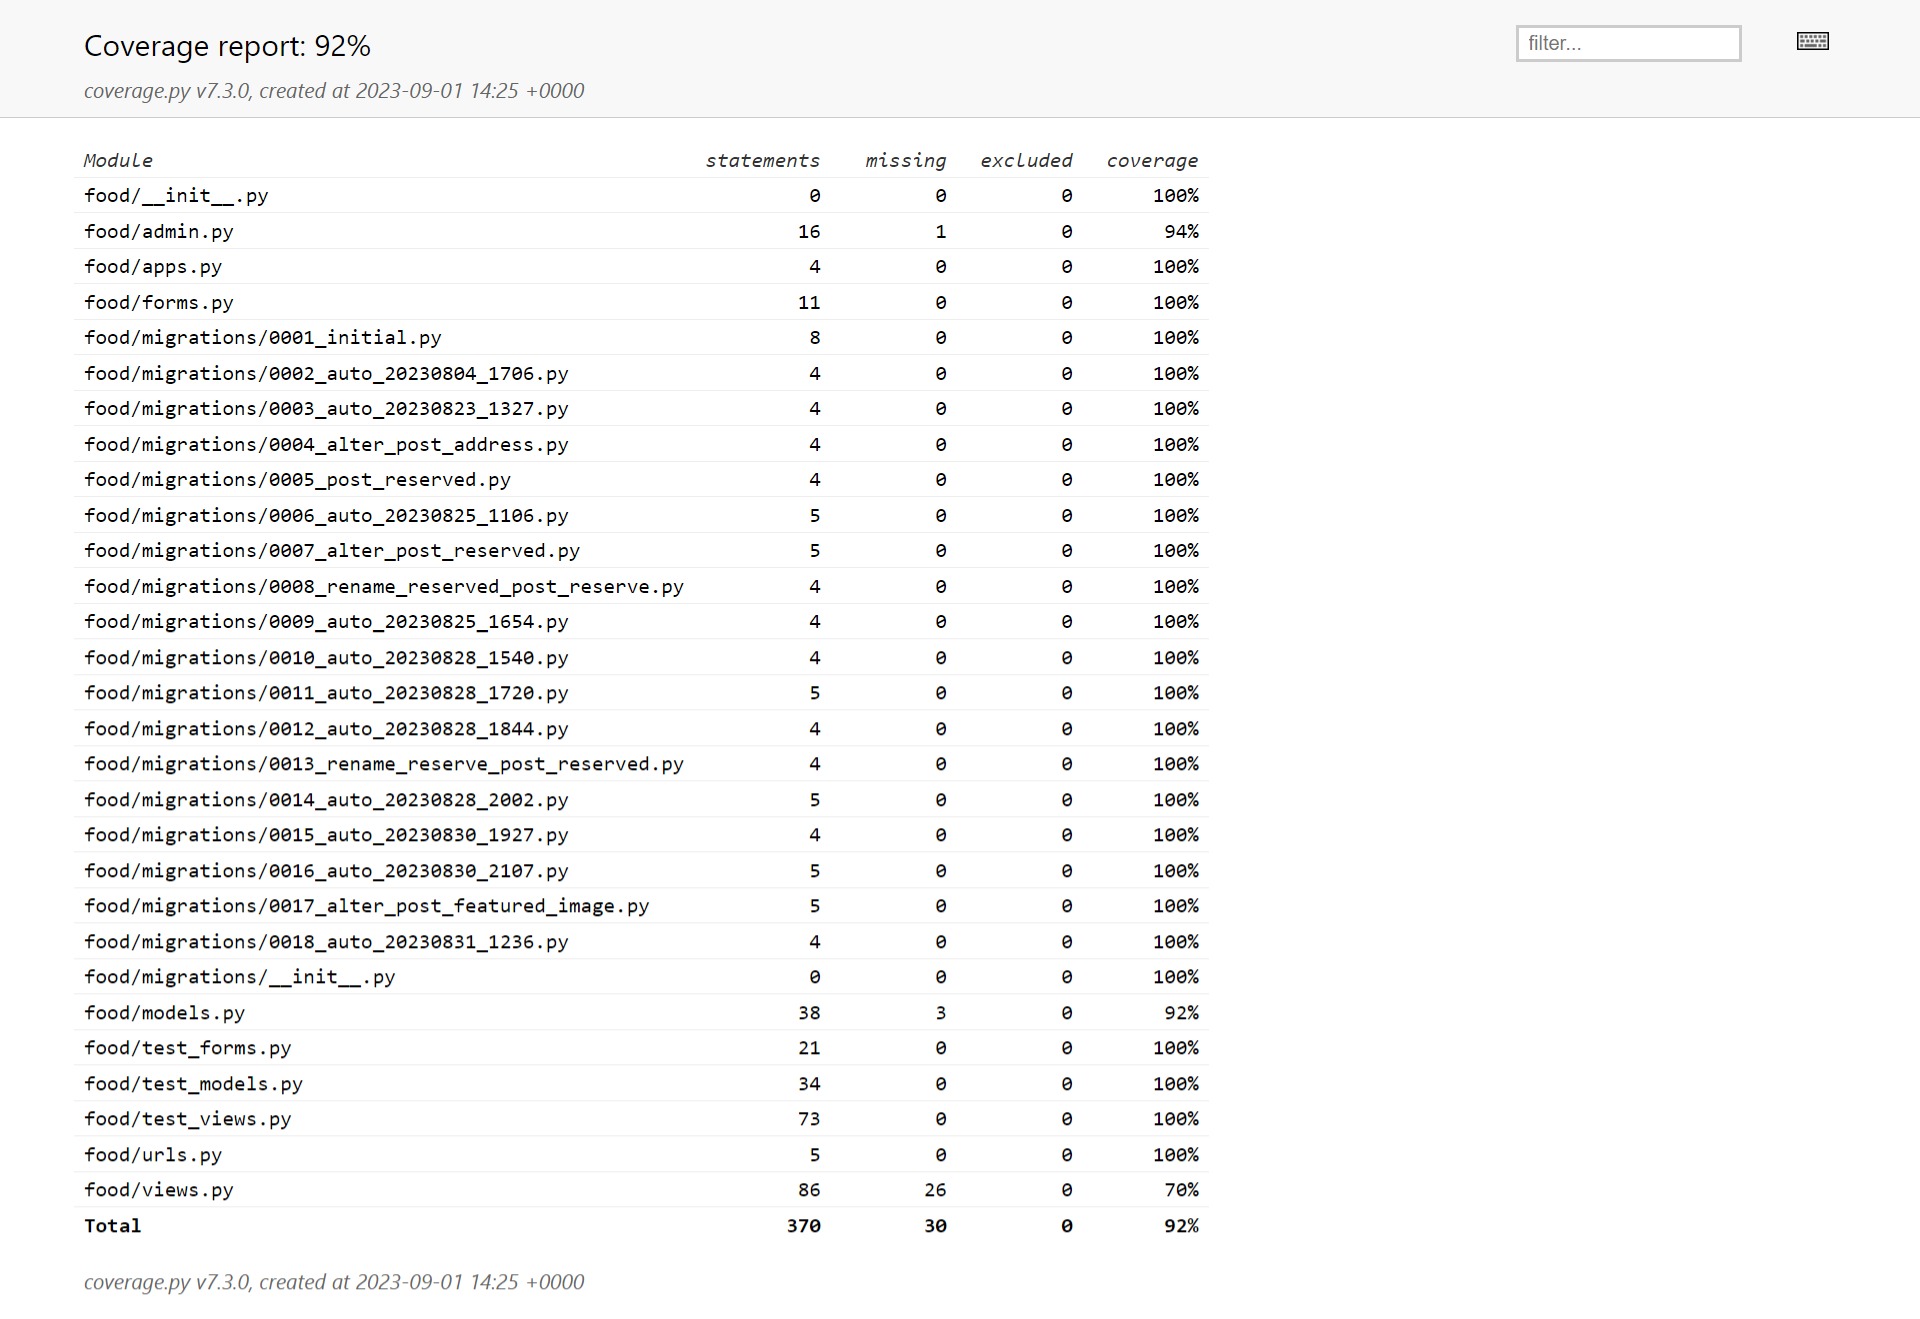 Coverage report: 92%
filter...
coverage.py v7.3.0, created at 2023-09-01 14:25 +0000
Module statements missing excluded coverage
food/__init__.py 0 0 0 100%
food/admin.py 16 1 0 94%
food/apps.py 4 0 0 100%
food/forms.py 11 0 0 100%
food/migrations/0001_initial.py 8 0 0 100%
food/migrations/0002_auto_20230804_1706.py 4 0 0 100%
food/migrations/0003_auto_20230823_1327.py 4 0 0 100%
food/migrations/0004_alter_post_address.py 4 0 0 100%
food/migrations/0005_post_reserved.py 4 0 0 100%
food/migrations/0006_auto_20230825_1106.py 5 0 0 100%
food/migrations/0007_alter_post_reserved.py 5 0 0 100%
food/migrations/0008_rename_reserved_post_reserve.py 4 0 0 100%
food/migrations/0009_auto_20230825_1654.py 4 0 0 100%
food/migrations/0010_auto_20230828_1540.py 4 0 0 100%
food/migrations/0011_auto_20230828_1720.py 5 0 0 100%
food/migrations/0012_auto_20230828_1844.py 4 0 0 100%
food/migrations/0013_rename_reserve_post_reserved.py 4 0 0 100%
food/migrations/0014_auto_20230828_2002.py 5 0 0 100%
food/migrations/0015_auto_20230830_1927.py 4 0 0 100%
food/migrations/0016_auto_20230830_2107.py 5 0 0 100%
food/migrations/0017_alter_post_featured_image.py 5 0 0 100%
food/migrations/0018_auto_20230831_1236.py 4 0 0 100%
food/migrations/__init__.py 0 0 0 100%
food/models.py 38 3 0 92%
food/test_forms.py 21 0 0 100%
food/test_models.py 34 0 0 100%
food/test_views.py 73 0 0 100%
food/urls.py 5 0 0 100%
food/views.py 86 26 0 70%
Total 370 30 0 92%
coverage.py v7.3.0, created at 2023-09-01 14:25 +0000